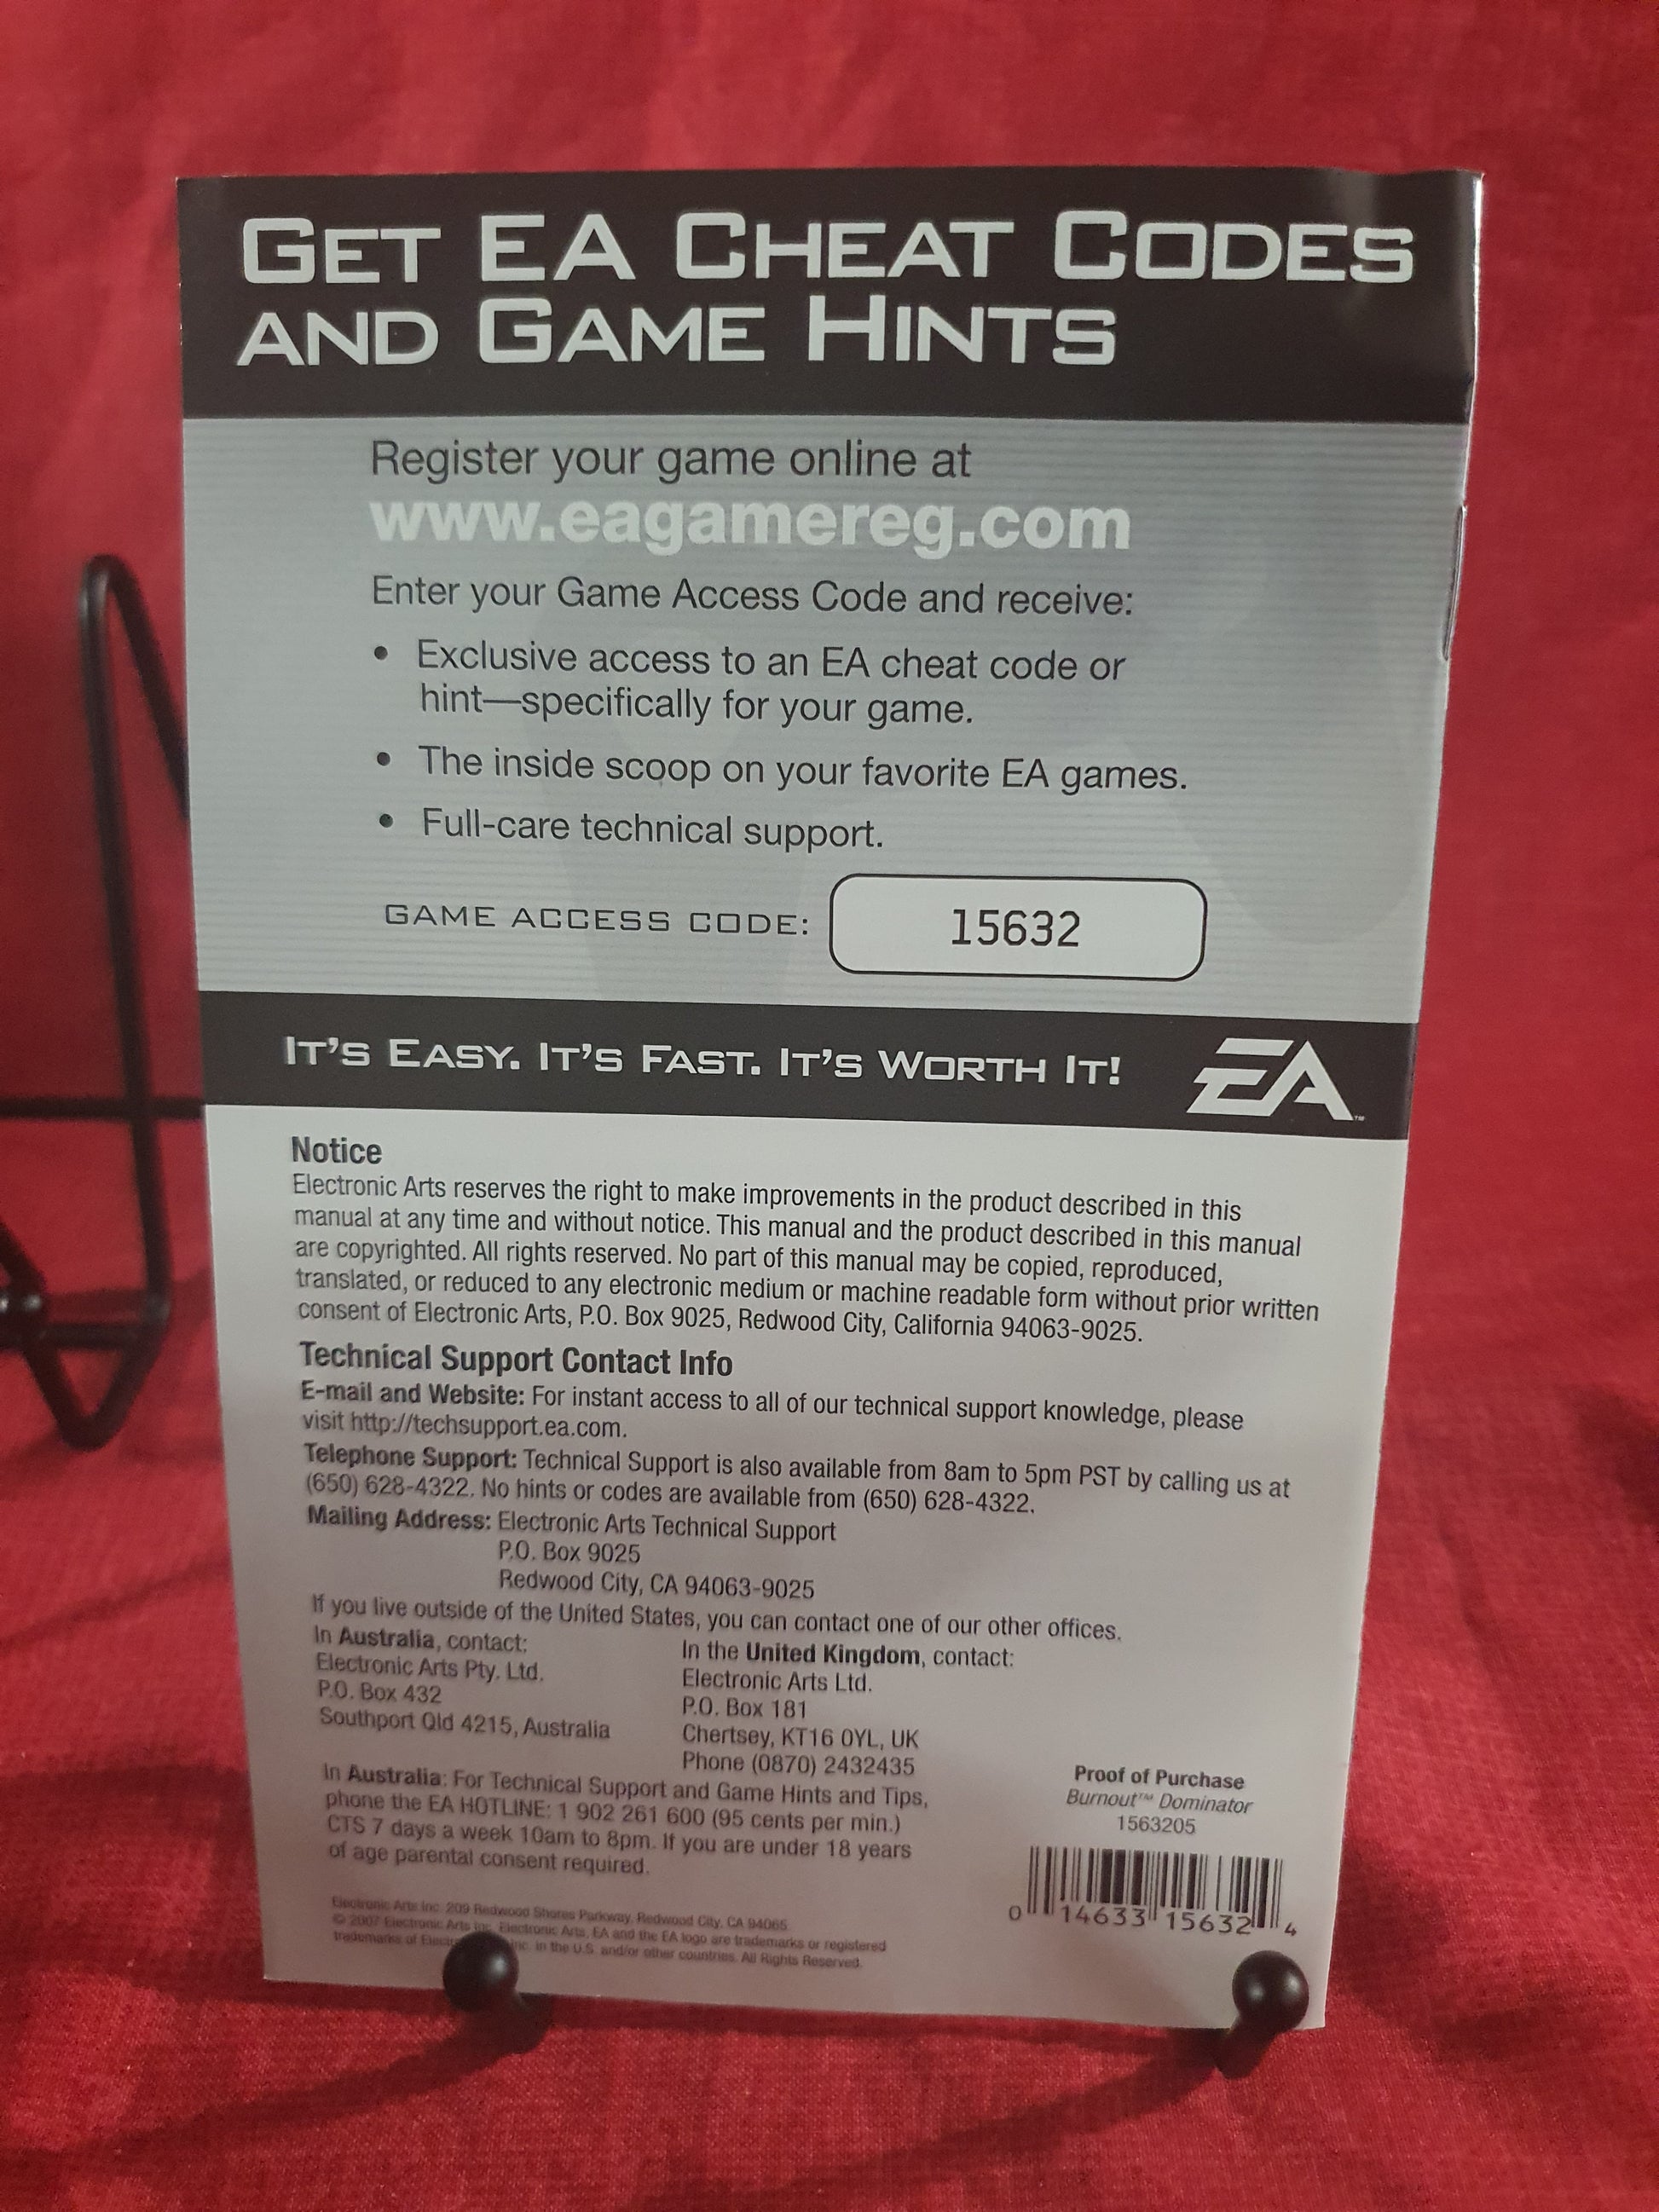 GET EA CHEAT CODES
AND GAME HINTS
Register your game online at
www.eagamereg.com
Enter your Game Access Code and receive:
• Exclusive access to an EA cheat code or
hint—specifically for your game.
• The inside scoop on your favorite EA games.
• Full-care technical support.
GAME ACCESS CODE: 15632
IT'S EASY. IT'S FAST. IT'S WORTH IT! EA™
Notice
Electronic Arts reserves the right to make improvements in the product described in this
manual at any time and without notice. This manual and the product described in this manual
are copyrighted. All rights reserved. No part of this manual may be copied, reproduced,
translated, or reduced to any electronic medium or machine readable form without prior written
consent of Electronic Arts, P.O. Box 9025, Redwood City, California 94063-9025.
Technical Support Contact Info
E-mail and Website: For instant access to all of our technical support knowledge, please
visit http://techsupport.ea.com.
Telephone Support: Technical Support is also available from 8am to 5pm PST by calling us at
(650) 628-4322. No hints or codes are available from (650) 628-4322.
Mailing Address: Electronic Arts Technical Support
P.O. Box 9025
Redwood City, CA 94063-9025
If you live outside of the United States, you can contact one of our other offices.
In Australia, contact:
Electronic Arts Pty. Ltd.
P.O. Box 432
Southport Qld 4215, Australia
In the United Kingdom, contact:
Electronic Arts Ltd.
P.O. Box 181
Chertsey, KT16 0YL, UK
Phone (0870) 2432435
In Australia: For Technical Support and Game Hints and Tips,
phone the EA HOTLINE: 1 902 261 600 (95 cents per min.)
CTS 7 days a week 10am to 8pm. If you are under 18 years
of age parental consent required.
Proof of Purchase
Burnout™ Dominator
1563205
0 14633 15632 4
Electronic Arts Inc. 209 Redwood Shores Parkway, Redwood City, CA 94065.
© 2007 Electronic Arts Inc. Electronic Arts, EA and the EA logo are trademarks or registered
trademarks of Inc. in the U.S. and/or other countries. All Rights Reserved.